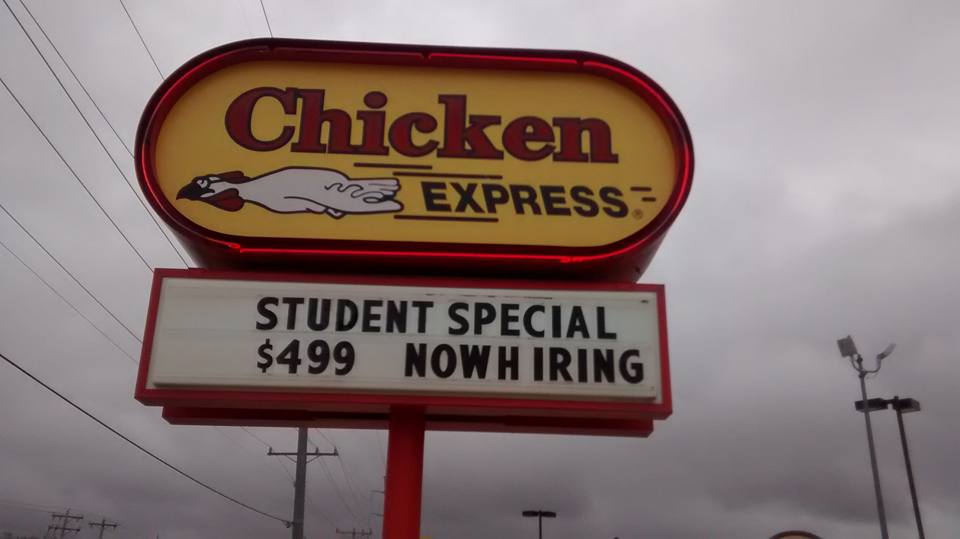 Chicken
EXPRESS®
STUDENT SPECIAL
$499 NOWH IRING